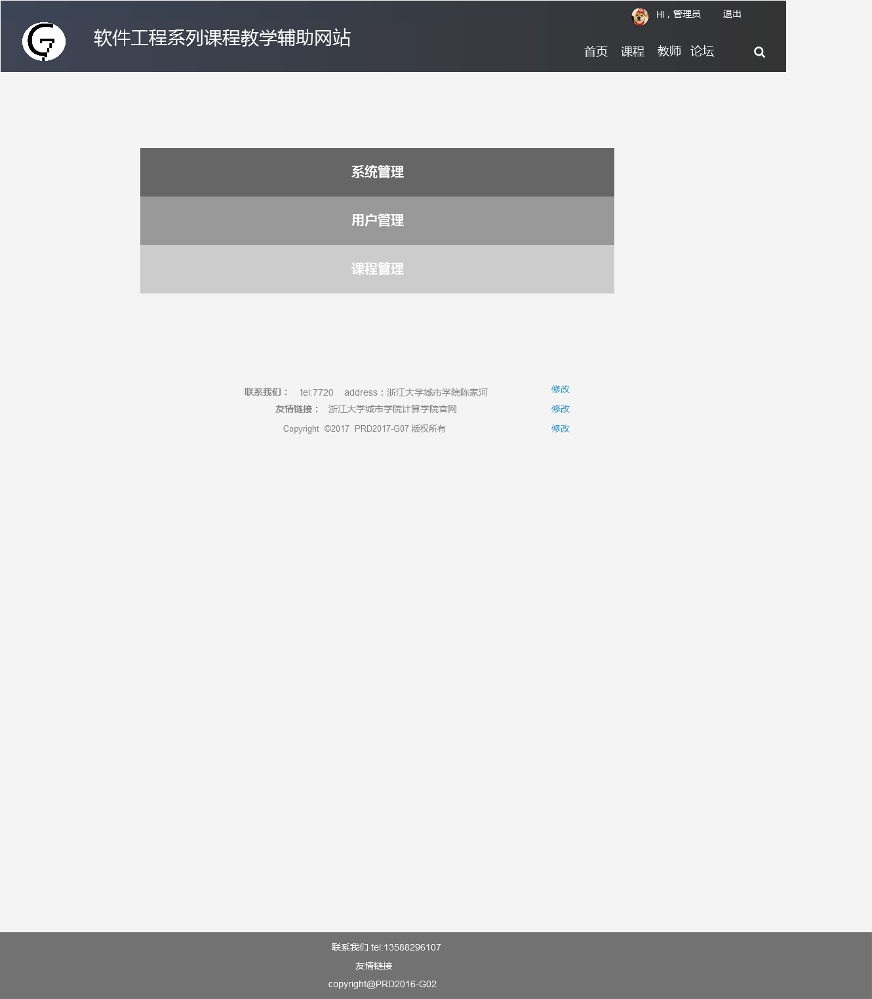 HI，管理员 退出
软件工程系列课程教学辅助网站
首页 课程 教师 论坛
系统管理
用户管理
课程管理
联系我们： tel:7720 address：浙江大学城市学院陈家河 修改
友情链接： 浙江大学城市学院计算学院官网 修改
Copyright ©2017 PRD2017-G07 版权所有 修改
联系我们 tel:13588296107
友情链接
copyright@PRD2016-G02